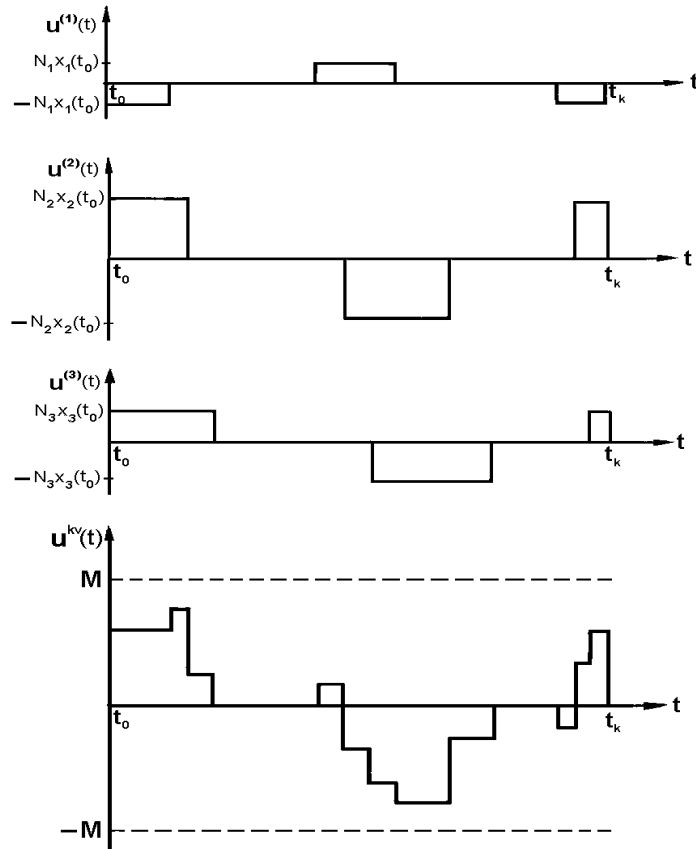 u⁽¹⁾(t)
N₁x₁(t₀)
t₀
−N₁x₁(t₀)
tₖ
t
u⁽²⁾(t)
N₂x₂(t₀)
t₀
tₖ
t
−N₂x₂(t₀)
u⁽³⁾(t)
N₃x₃(t₀)
t₀
tₖ
t
−N₃x₃(t₀)
uᵏᵛ(t)
M
t₀
tₖ
t
−M